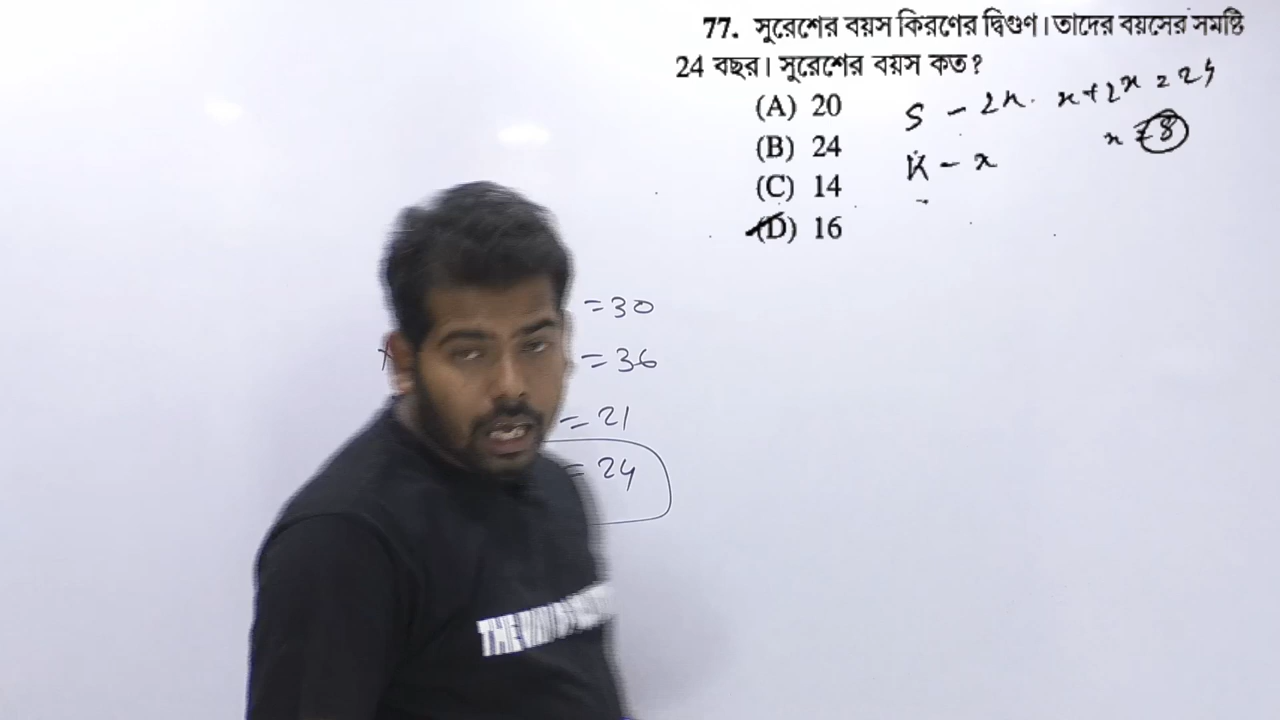 77. সুরেশের বয়স কিরণের দ্বিগুণ। তাদের বয়সের সমষ্টি
24 বছর। সুরেশের বয়স কত?
(A) 20
(B) 24
(C) 14
(D) 16
S - 2x. x+2x = 24
K - x
x = 8
= 30
= 36
= 21
= 24